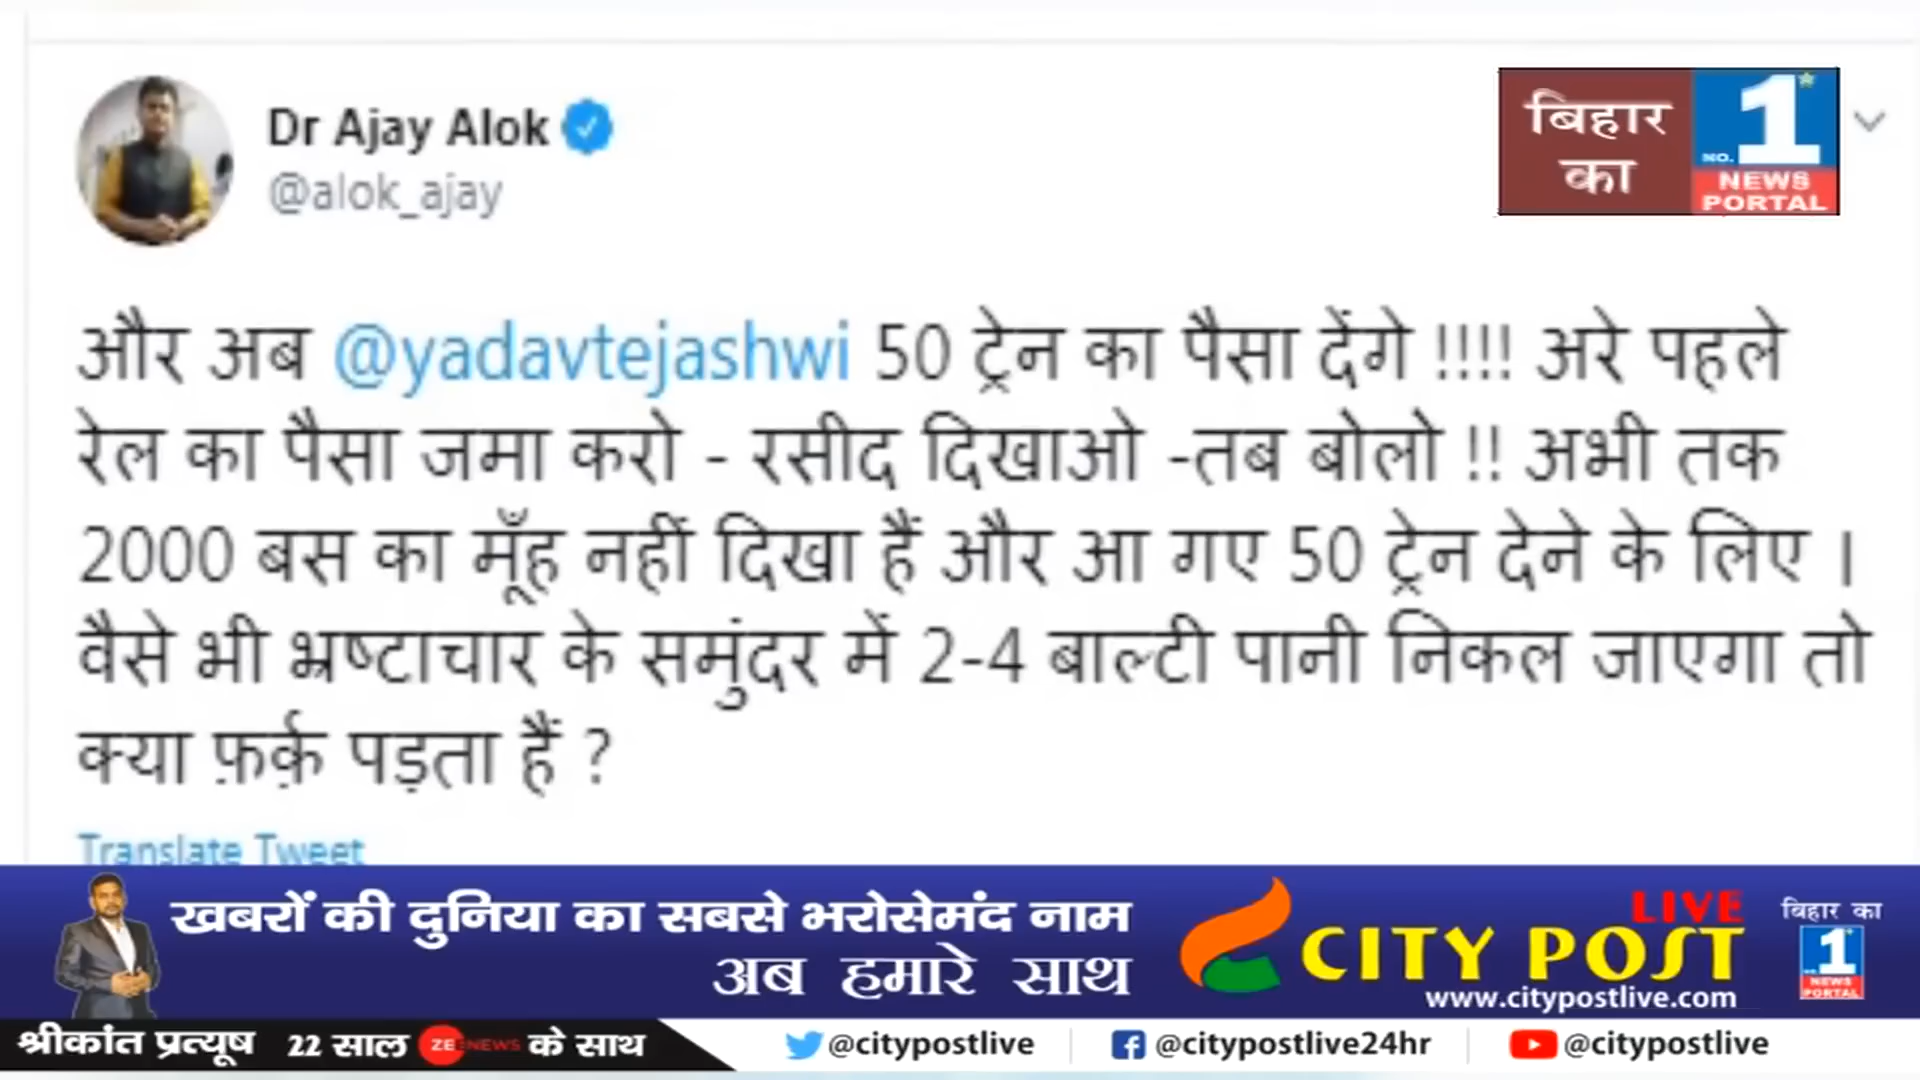 Dr Ajay Alok
@alok_ajay
बिहार
का
NO. 1
NEWS
PORTAL
और अब @yadavtejashwi 50 ट्रेन का पैसा देंगे !!!! अरे पहले
रेल का पैसा जमा करो - रसीद दिखाओ -तब बोलो !! अभी तक
2000 बस का मूँह नहीं दिखा हैं और आ गए 50 ट्रेन देने के लिए ।
वैसे भी भ्रष्टाचार के समुंदर में 2-4 बाल्टी पानी निकल जाएगा तो
क्या फ़र्क़ पड़ता हैं ?
Translate Tweet
खबरों की दुनिया का सबसे भरोसेमंद नाम
अब हमारे साथ
LIVE
CITY POST
www.citypostlive.com
बिहार का
1
NEWS
PORTAL
श्रीकांत प्रत्यूष 22 साल ZEE NEWS के साथ
@citypostlive
@citypostlive24hr
@citypostlive